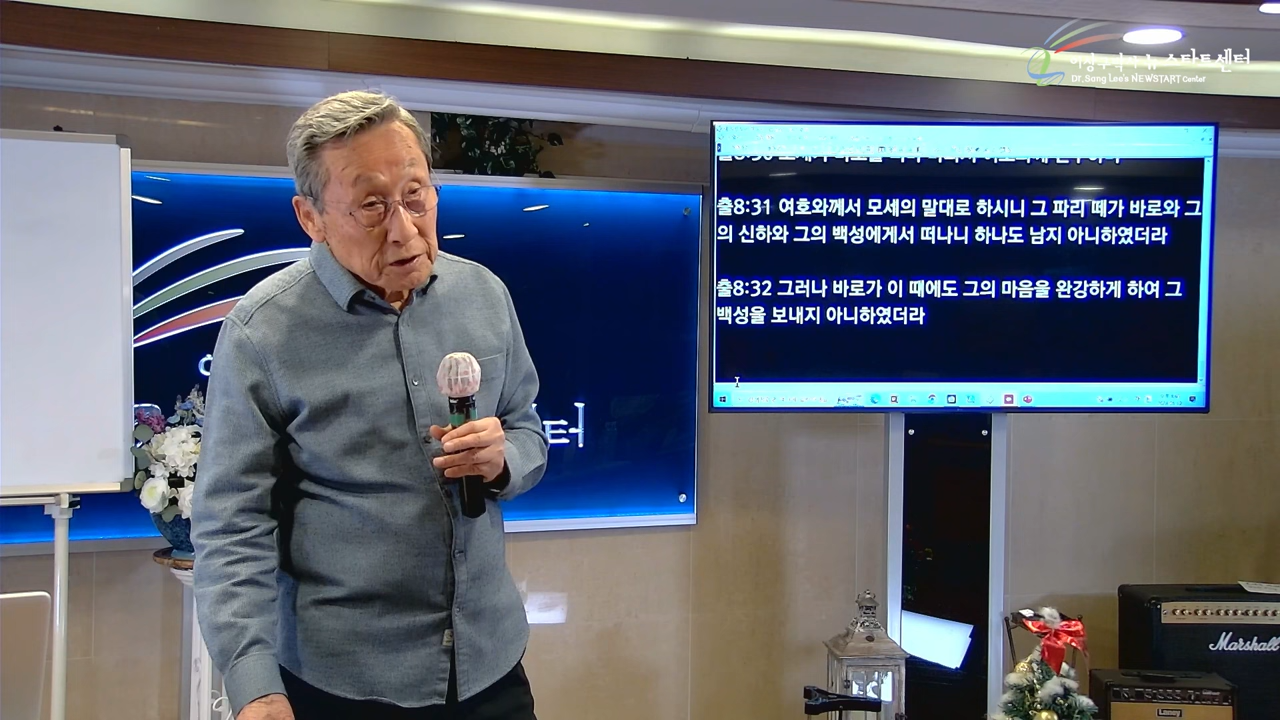 뉴스타트센터
Dr. Sang Lee's NEWSTART Center
출8:31 여호와께서 모세의 말대로 하시니 그 파리 떼가 바로와 그
의 신하와 그의 백성에게서 떠나니 하나도 남지 아니하였더라
출8:32 그러나 바로가 이 때에도 그의 마음을 완강하게 하여 그
백성을 보내지 아니하였더라
터
Marshall
Laney